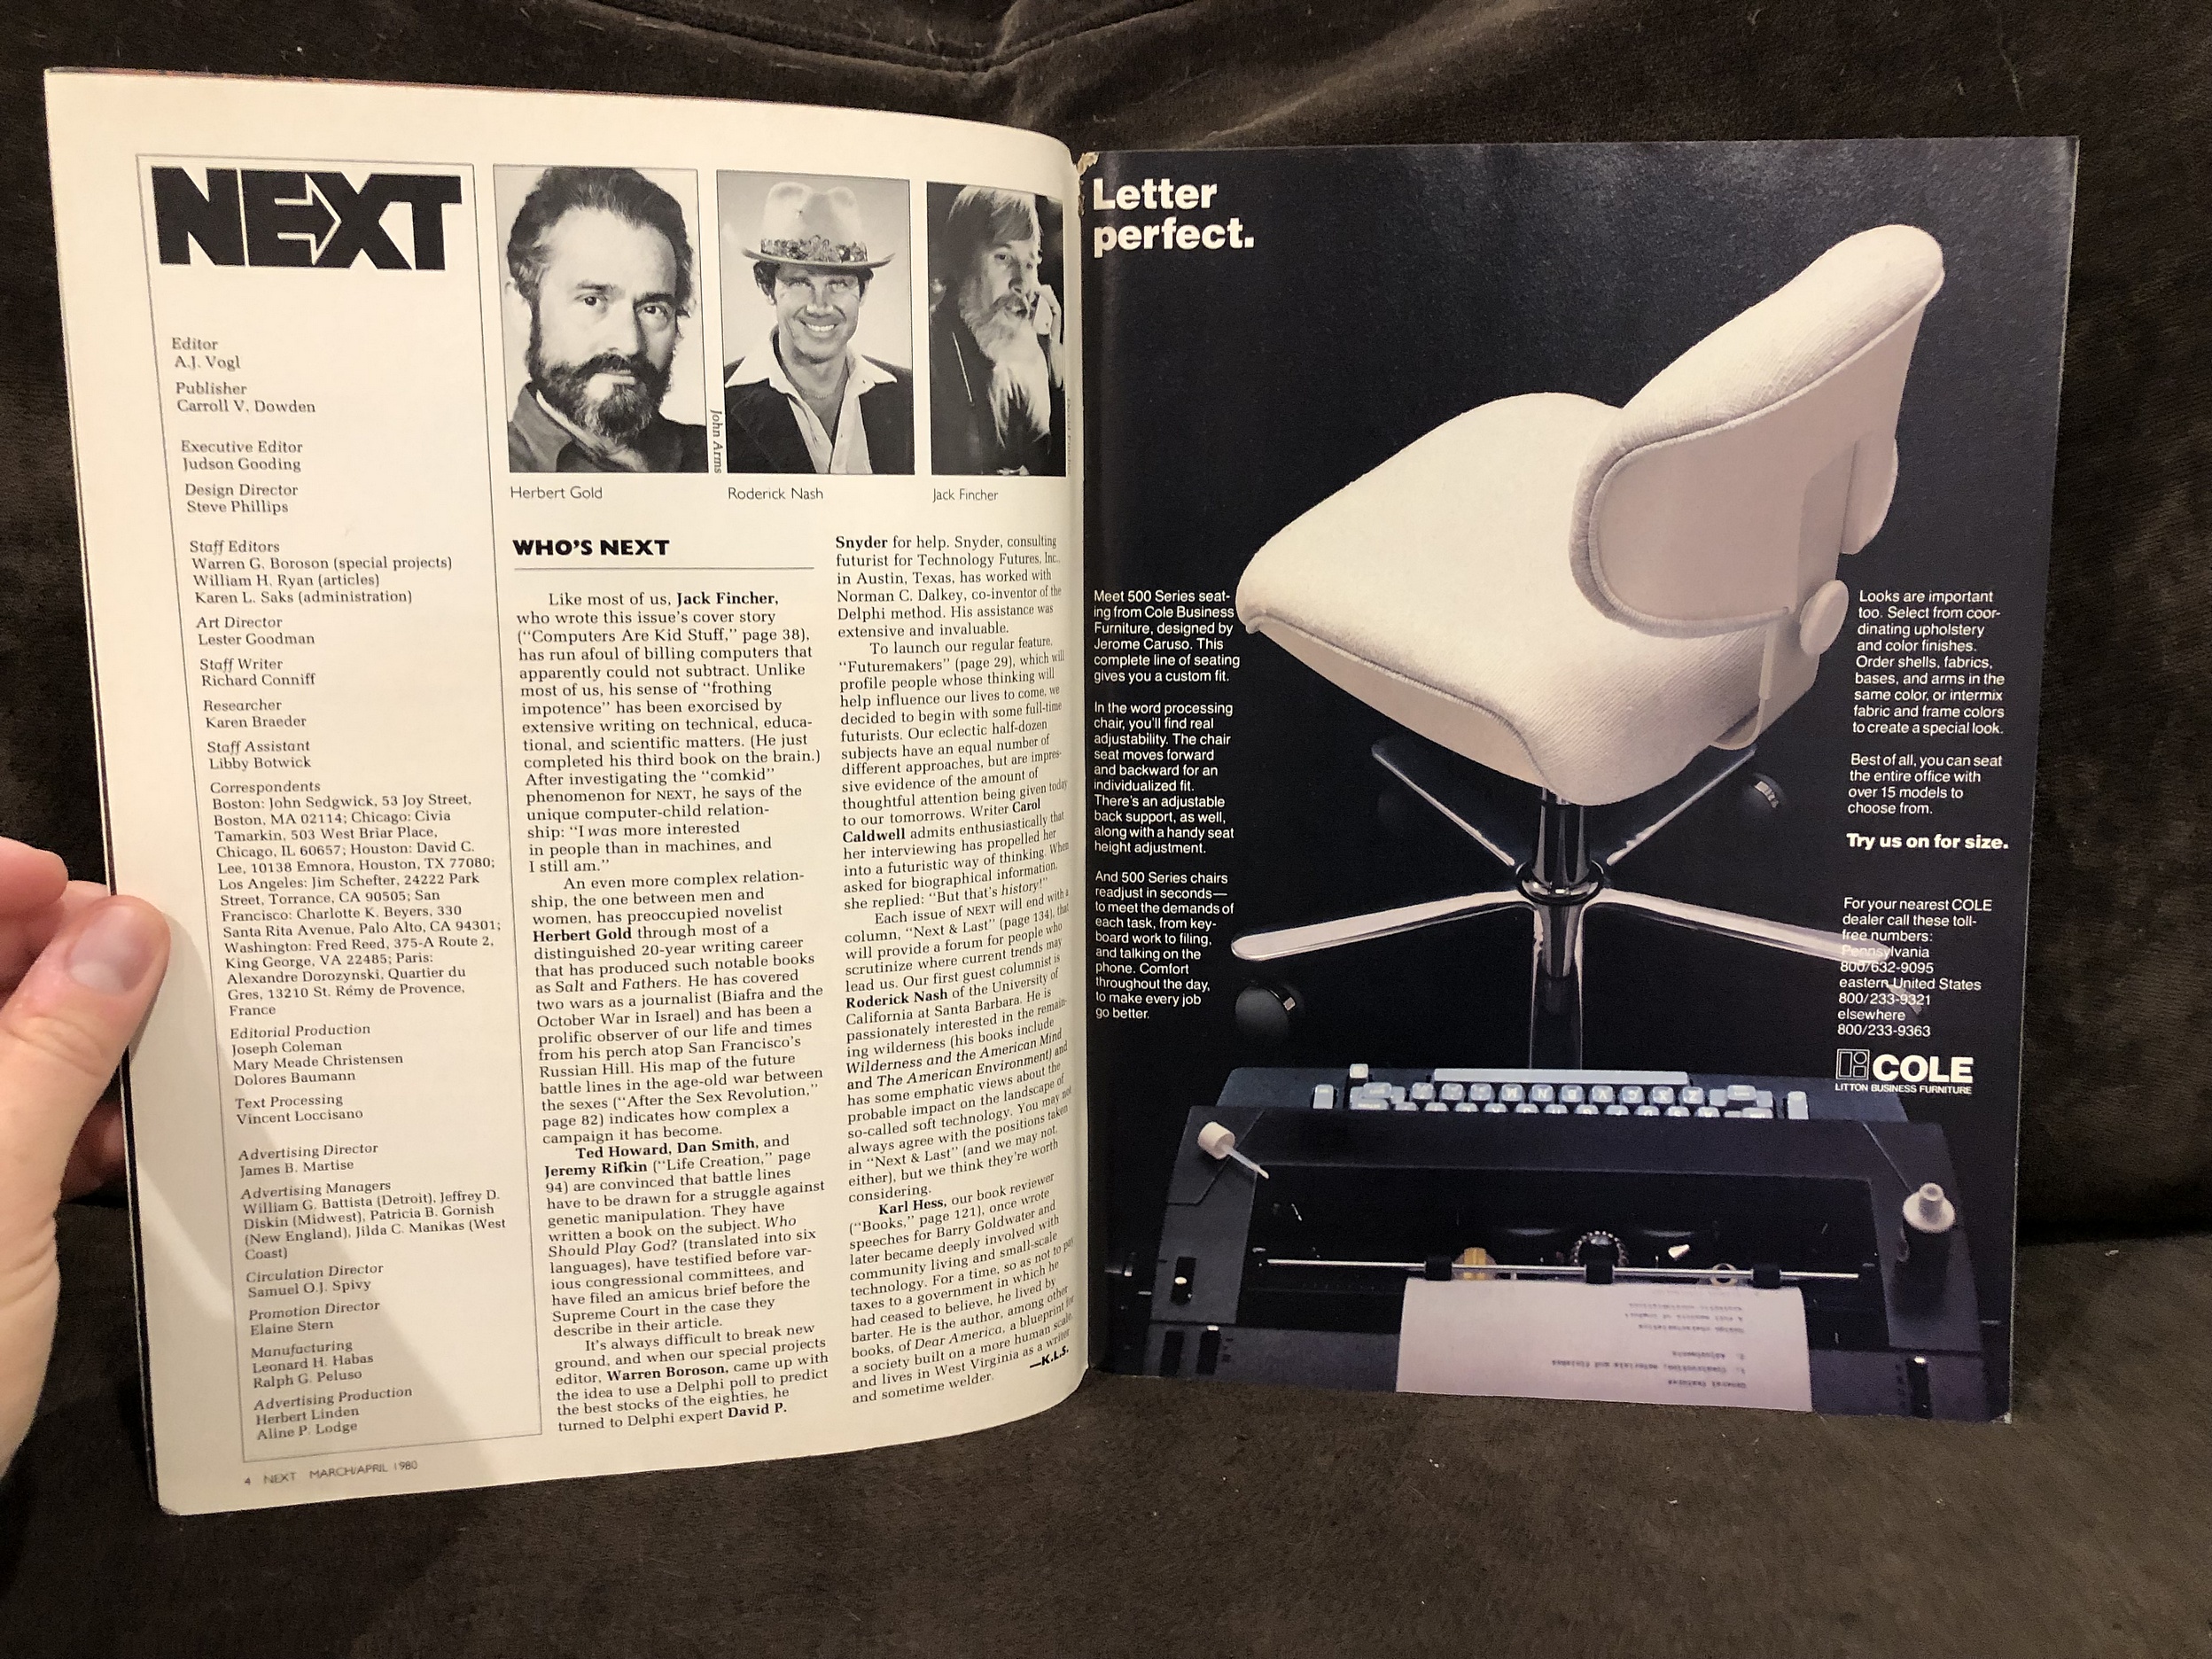 NEXT
Editor
A.J. Vogl
Publisher
Carroll V. Dowden
Executive Editor
Judson Gooding
Design Director
Steve Phillips
Staff Editors
Warren G. Boroson (special projects)
William H. Ryan (articles)
Karen L. Saks (administration)
Art Director
Lester Goodman
Staff Writer
Richard Conniff
Researcher
Karen Braeder
Staff Assistant
Libby Botwick
Correspondents
Boston: John Sedgwick, 53 Joy Street,
Boston, MA 02114; Chicago: Civia
Tamarkin, 503 West Briar Place,
Chicago, IL 60657; Houston: David C.
Lee, 10138 Emnora, Houston, TX 77080;
Los Angeles: Jim Schefter, 24222 Park
Street, Torrance, CA 90505; San
Francisco: Charlotte K. Beyers, 330
Santa Rita Avenue, Palo Alto, CA 94301;
Washington: Fred Reed, 375-A Route 2,
King George, VA 22485; Paris:
Alexandre Dorozynski, Quartier du
Gres, 13210 St. Rémy de Provence,
France
Editorial Production
Joseph Coleman
Mary Meade Christensen
Dolores Baumann
Text Processing
Vincent Loccisano
Advertising Director
James B. Martise
Advertising Managers
William G. Battista (Detroit), Jeffrey D.
Diskin (Midwest), Patricia B. Gornish
(New England), Jilda C. Manikas (West
Coast)
Circulation Director
Samuel O.J. Spivy
Promotion Director
Elaine Stern
Manufacturing
Leonard H. Habas
Ralph G. Peluso
Advertising Production
Herbert Linden
Aline P. Lodge
4 NEXT MARCH/APRIL 1980
John Arms
Herbert Gold
Roderick Nash
Jack Fincher
WHO'S NEXT
Like most of us, Jack Fincher,
who wrote this issue's cover story
("Computers Are Kid Stuff," page 38),
has run afoul of billing computers that
apparently could not subtract. Unlike
most of us, his sense of "frothing
impotence" has been exorcised by
extensive writing on technical, educa-
tional, and scientific matters. (He just
completed his third book on the brain.)
After investigating the "comkid"
phenomenon for NEXT, he says of the
unique computer-child relation-
ship: "I was more interested
in people than in machines, and
I still am."
An even more complex relation-
ship, the one between men and
women, has preoccupied novelist
Herbert Gold through most of a
distinguished 20-year writing career
that has produced such notable books
as Salt and Fathers. He has covered
two wars as a journalist (Biafra and the
October War in Israel) and has been a
prolific observer of our life and times
from his perch atop San Francisco's
Russian Hill. His map of the future
battle lines in the age-old war between
the sexes ("After the Sex Revolution,"
page 82) indicates how complex a
campaign it has become.
Ted Howard, Dan Smith, and
Jeremy Rifkin ("Life Creation," page
94) are convinced that battle lines
have to be drawn for a struggle against
genetic manipulation. They have
written a book on the subject. Who
Should Play God? (translated into six
languages), have testified before var-
ious congressional committees, and
have filed an amicus brief before the
Supreme Court in the case they
describe in their article.
It's always difficult to break new
ground, and when our special projects
editor, Warren Boroson, came up with
the idea to use a Delphi poll to predict
the best stocks of the eighties, he
turned to Delphi expert David P.
Snyder for help. Snyder, consulting
futurist for Technology Futures, Inc.,
in Austin, Texas, has worked with
Norman C. Dalkey, co-inventor of the
Delphi method. His assistance was
extensive and invaluable.
To launch our regular feature,
"Futuremakers" (page 29), which will
profile people whose thinking will
help influence our lives to come, we
decided to begin with some full-time
futurists. Our eclectic half-dozen
subjects have an equal number of
different approaches, but are impres-
sive evidence of the amount of
thoughtful attention being given today
to our tomorrows. Writer Carol
Caldwell admits enthusiastically that
her interviewing has propelled her
into a futuristic way of thinking. When
asked for biographical information,
she replied: "But that's history!"
Each issue of NEXT will end with a
column, "Next & Last" (page 134), that
will provide a forum for people who
scrutinize where current trends may
lead us. Our first guest columnist is
Roderick Nash of the University of
California at Santa Barbara. He is
passionately interested in the remain-
ing wilderness (his books include
Wilderness and the American Mind
and The American Environment) and
has some emphatic views about the
probable impact on the landscape of
so-called soft technology. You may not
always agree with the positions taken
in "Next & Last" (and we may not,
either), but we think they're worth
considering.
Karl Hess, our book reviewer
("Books," page 121), once wrote
speeches for Barry Goldwater and
later became deeply involved with
community living and small-scale
technology. For a time, so as not to pay
taxes to a government in which he
had ceased to believe, he lived by
barter. He is the author, among other
books, of Dear America, a blueprint for
a society built on a more human scale,
and lives in West Virginia as a writer
and sometime welder.
—K.L.S.
Letter
perfect.
Meet 500 Series seat-
ing from Cole Business
Furniture, designed by
Jerome Caruso. This
complete line of seating
gives you a custom fit.
In the word processing
chair, you'll find real
adjustability. The chair
seat moves forward
and backward for an
individualized fit.
There's an adjustable
back support, as well,
along with a handy seat
height adjustment.
And 500 Series chairs
readjust in seconds—
to meet the demands of
each task, from key-
board work to filing,
and talking on the
phone. Comfort
throughout the day,
to make every job
go better.
Looks are important
too. Select from coor-
dinating upholstery
and color finishes.
Order shells, fabrics,
bases, and arms in the
same color, or intermix
fabric and frame colors
to create a special look.
Best of all, you can seat
the entire office with
over 15 models to
choose from.
Try us on for size.
For your nearest COLE
dealer call these toll-
free numbers:
Pennsylvania
800/632-9095
eastern United States
800/233-9321
elsewhere
800/233-9363
COLE
LITTON BUSINESS FURNITURE